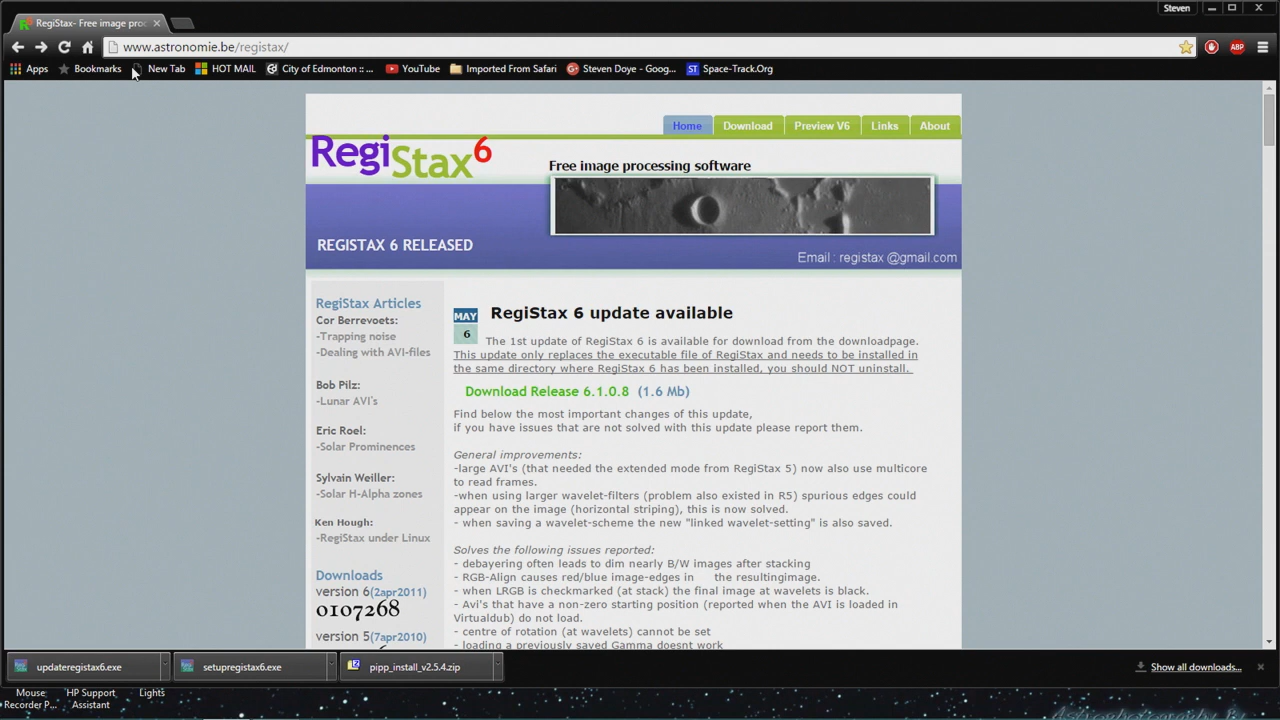 Steven
RegiStax- Free image proc
www.astronomie.be/registax/
ABP
Apps Bookmarks New Tab HOT MAIL City of Edmonton :: ... YouTube Imported From Safari Steven Doye - Goog... ST Space-Track.Org
Home Download Preview V6 Links About
RegiStax6
Free image processing software
REGISTAX 6 RELEASED
Email : registax @gmail.com
RegiStax Articles
Cor Berrevoets:
-Trapping noise
-Dealing with AVI-files
Bob Pilz:
-Lunar AVI's
Eric Roel:
-Solar Prominences
Sylvain Weiller:
-Solar H-Alpha zones
Ken Hough:
-RegiStax under Linux
Downloads
version 6(2apr2011)
0107268
version 5(7apr2010)
MAY
6
RegiStax 6 update available
The 1st update of RegiStax 6 is available for download from the downloadpage.
This update only replaces the executable file of RegiStax and needs to be installed in
the same directory where RegiStax 6 has been installed, you should NOT uninstall.
Download Release 6.1.0.8 (1.6 Mb)
Find below the most important changes of this update,
if you have issues that are not solved with this update please report them.
General improvements:
-large AVI's (that needed the extended mode from RegiStax 5) now also use multicore
to read frames.
-when using larger wavelet-filters (problem also existed in R5) spurious edges could
appear on the image (horizontal striping), this is now solved.
- when saving a wavelet-scheme the new "linked wavelet-setting" is also saved.
Solves the following issues reported:
- debayering often leads to dim nearly B/W images after stacking
- RGB-Align causes red/blue image-edges in the resultingimage.
- when LRGB is checkmarked (at stack) the final image at wavelets is black.
- Avi's that have a non-zero starting position (reported when the AVI is loaded in
Virtualdub) do not load.
- centre of rotation (at wavelets) cannot be set
- loading a previously saved Gamma doesnt work
updateregistax6.exe setupregistax6.exe pipp_install_v2.5.4.zip Show all downloads...
Mouse
Recorder P...
HP Support
Assistant
Lights